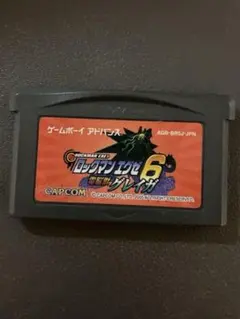 ゲームボーイ アドバンス
AGB-BR6J-JPN
ROCKMAN EXE 6
ロックマン エグゼ 6
電脳獣 グレイガ
CAPCOM